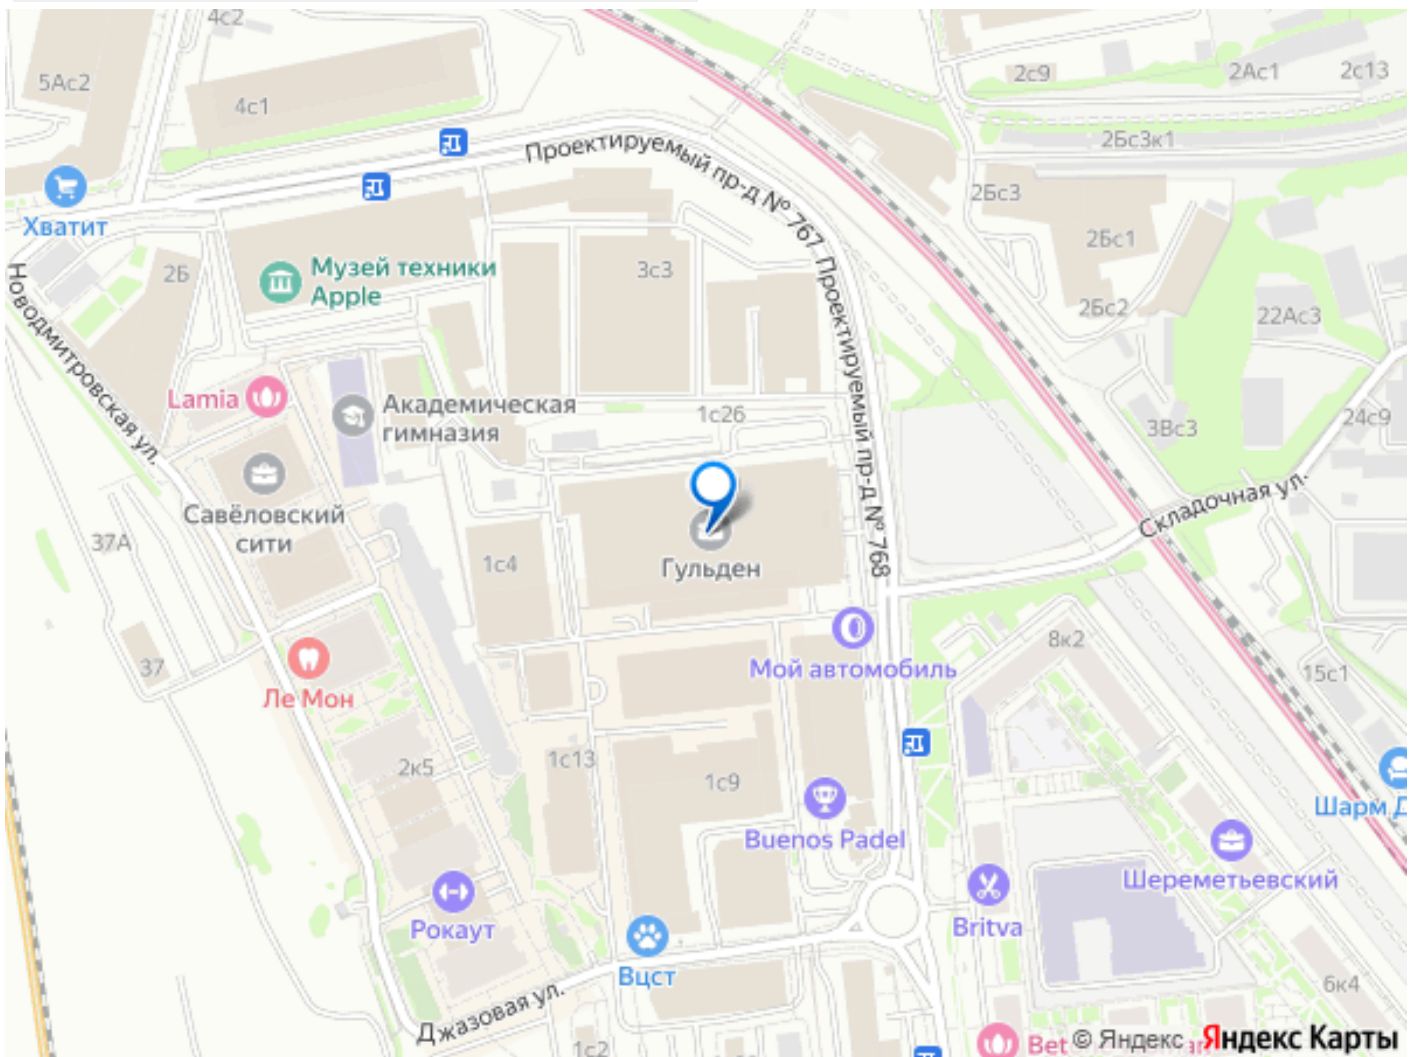 4с2
5Ас2
4с1
2с9
2Ас1
2с13
2Бс3к1
Проектируемый пр-д № 767
Хватит
2Бс3
2Бс1
2Б
Музей техники
Apple
3с3
Проектируемый пр-д № 768
2Бс2
22Ас3
Новодмитровская ул.
Lamia
Академическая
гимназия
1с26
3Вс3
24с9
Савёловский
сити
Складочная ул.
37А
1с4
Гульден
37
Ле Мон
Мой автомобиль
8к2
15с1
2к5
1с13
1с9
Шарм Д
Buenos Padel
Шереметьевский
Рокаут
Britva
Вцст
6к4
Джазовая ул.
1с2
Bet
© Яндекс
Яндекс Карты